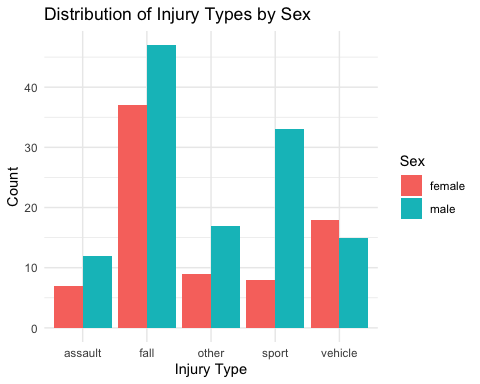 Distribution of Injury Types by Sex
Count
40
30
20
10
0
assault fall other sport vehicle
Injury Type
Sex
female
male